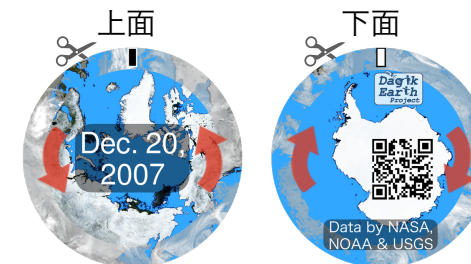 上面
下面
Dagik
Earth
Project
Dec. 20,
2007
Data by NASA,
NOAA & USGS